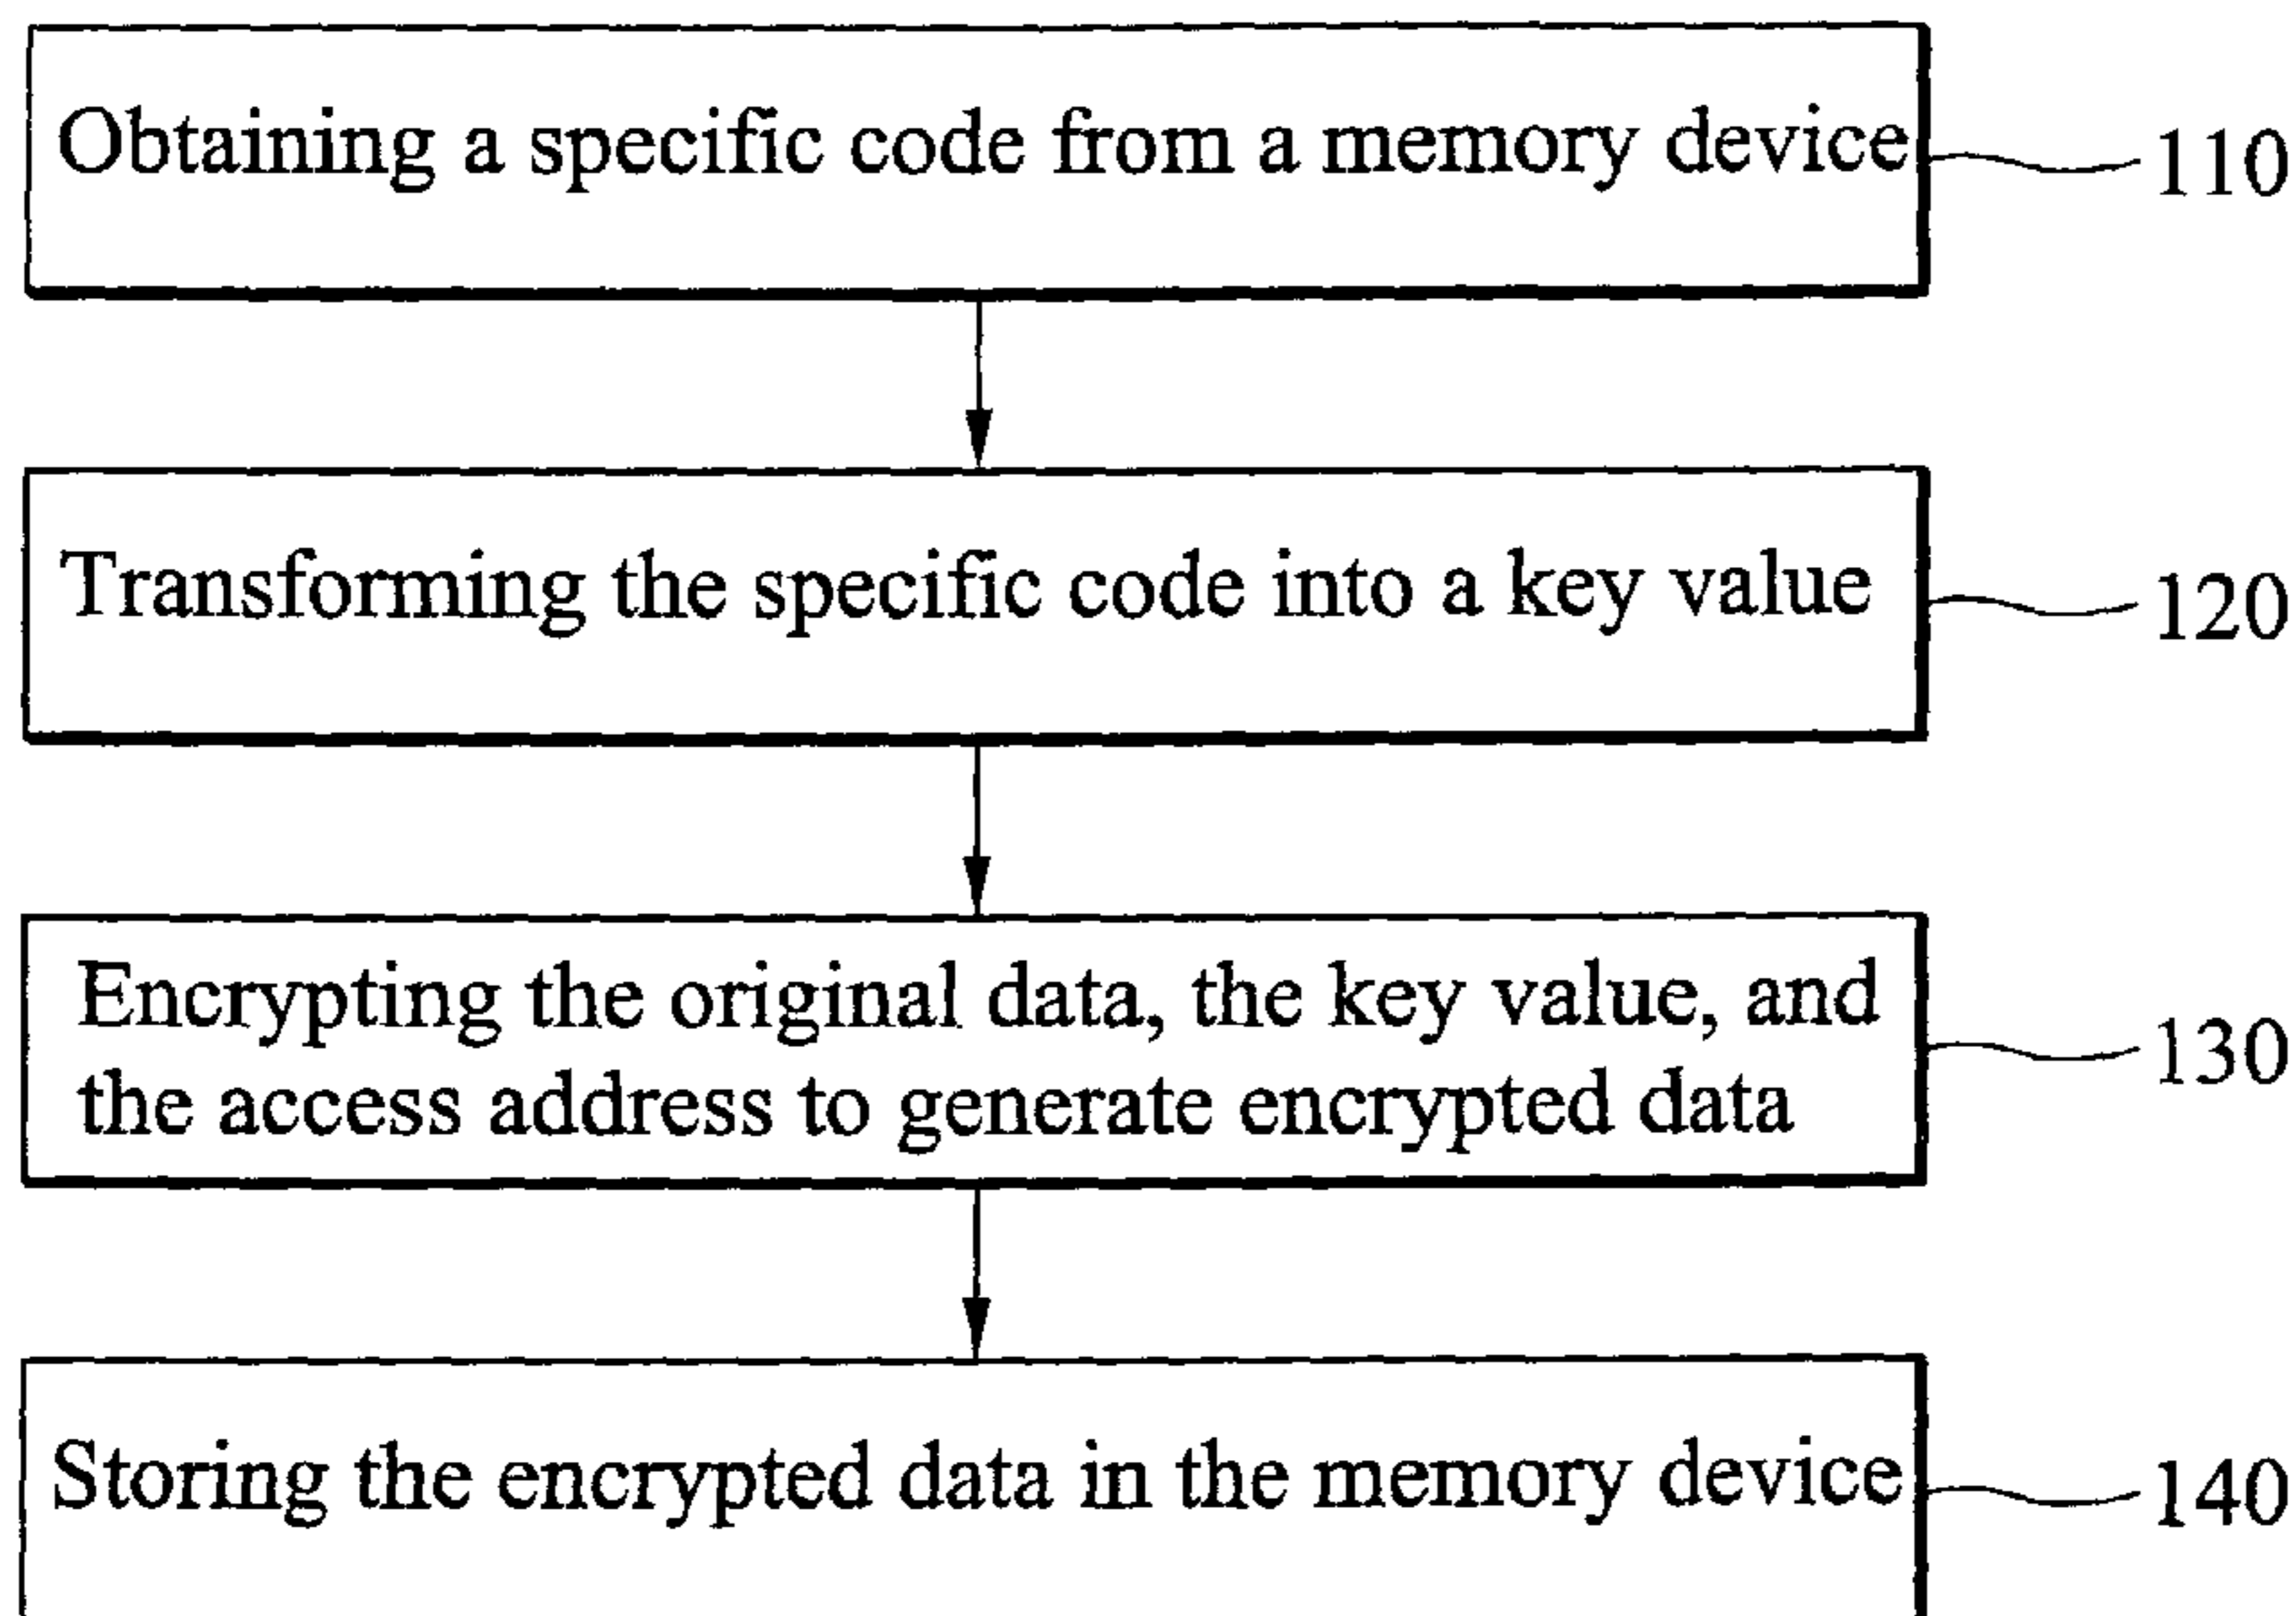 Obtaining a specific code from a memory device
110
Transforming the specific code into a key value
120
Encrypting the original data, the key value, and
the access address to generate encrypted data
130
Storing the encrypted data in the memory device
140